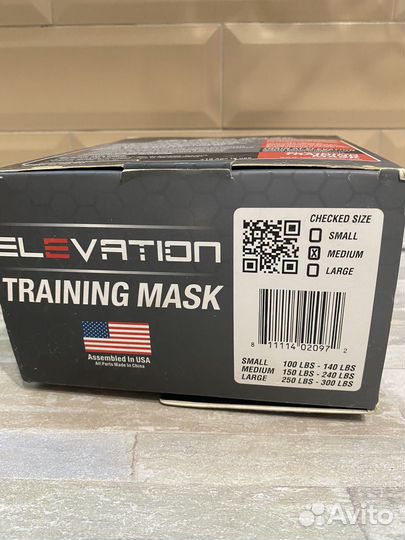 ELEVATION
TRAINING MASK
Assembled in USA
All Parts Made in China
CHECKED SIZE
SMALL
X MEDIUM
LARGE
8 11114 02097 2
SMALL 100 LBS - 140 LBS
MEDIUM 150 LBS - 240 LBS
LARGE 250 LBS - 300 LBS
Avito